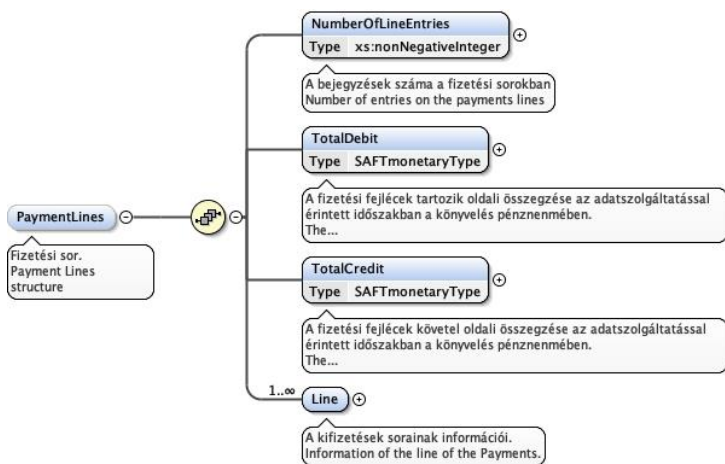 NumberOfLineEntries
Type xs:nonNegativeInteger
A bejegyzések száma a fizetési sorokban
Number of entries on the payments lines
TotalDebit
Type SAFTmonetaryType
A fizetési fejlécek tartozik oldali összegzése az adatszolgáltatással
érintett időszakban a könyvelés pénznenmében.
The...
PaymentLines
Fizetési sor.
Payment Lines
structure
TotalCredit
Type SAFTmonetaryType
A fizetési fejlécek követel oldali összegzése az adatszolgáltatással
érintett időszakban a könyvelés pénznenmében.
The...
1..∞
Line
A kifizetések sorainak információi.
Information of the line of the Payments.